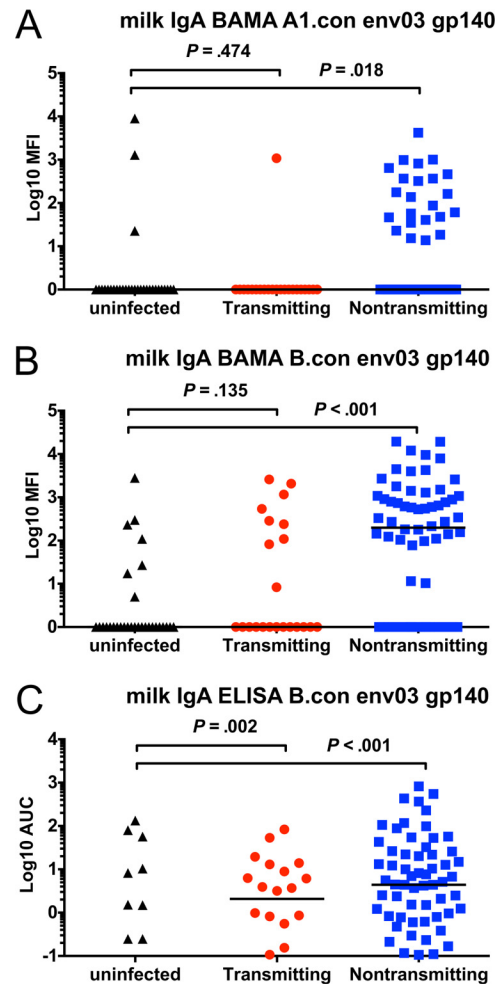 A milk IgA BAMA A1.con env03 gp140
P = .474
P = .018
5
4
3
2
1
0
Log10 MFI
uninfected Transmitting Nontransmitting
B milk IgA BAMA B.con env03 gp140
P = .135
P < .001
5
4
3
2
1
0
Log10 MFI
uninfected Transmitting Nontransmitting
C milk IgA ELISA B.con env03 gp140
P = .002
P < .001
4
3
2
1
0
-1
Log10 AUC
uninfected Transmitting Nontransmitting